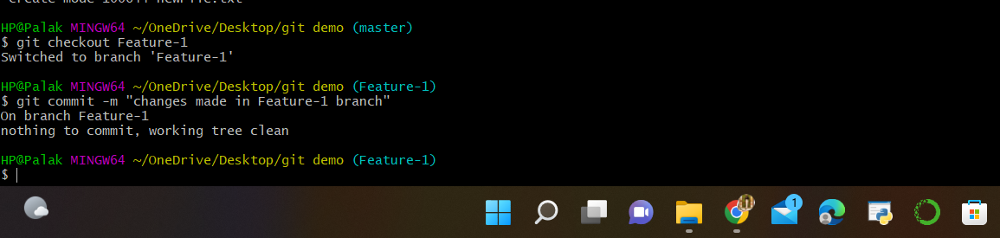 HP@Palak MINGW64 ~/OneDrive/Desktop/git demo (master)
$ git checkout Feature-1
Switched to branch 'Feature-1'
HP@Palak MINGW64 ~/OneDrive/Desktop/git demo (Feature-1)
$ git commit -m "changes made in Feature-1 branch"
On branch Feature-1
nothing to commit, working tree clean
HP@Palak MINGW64 ~/OneDrive/Desktop/git demo (Feature-1)
$
1